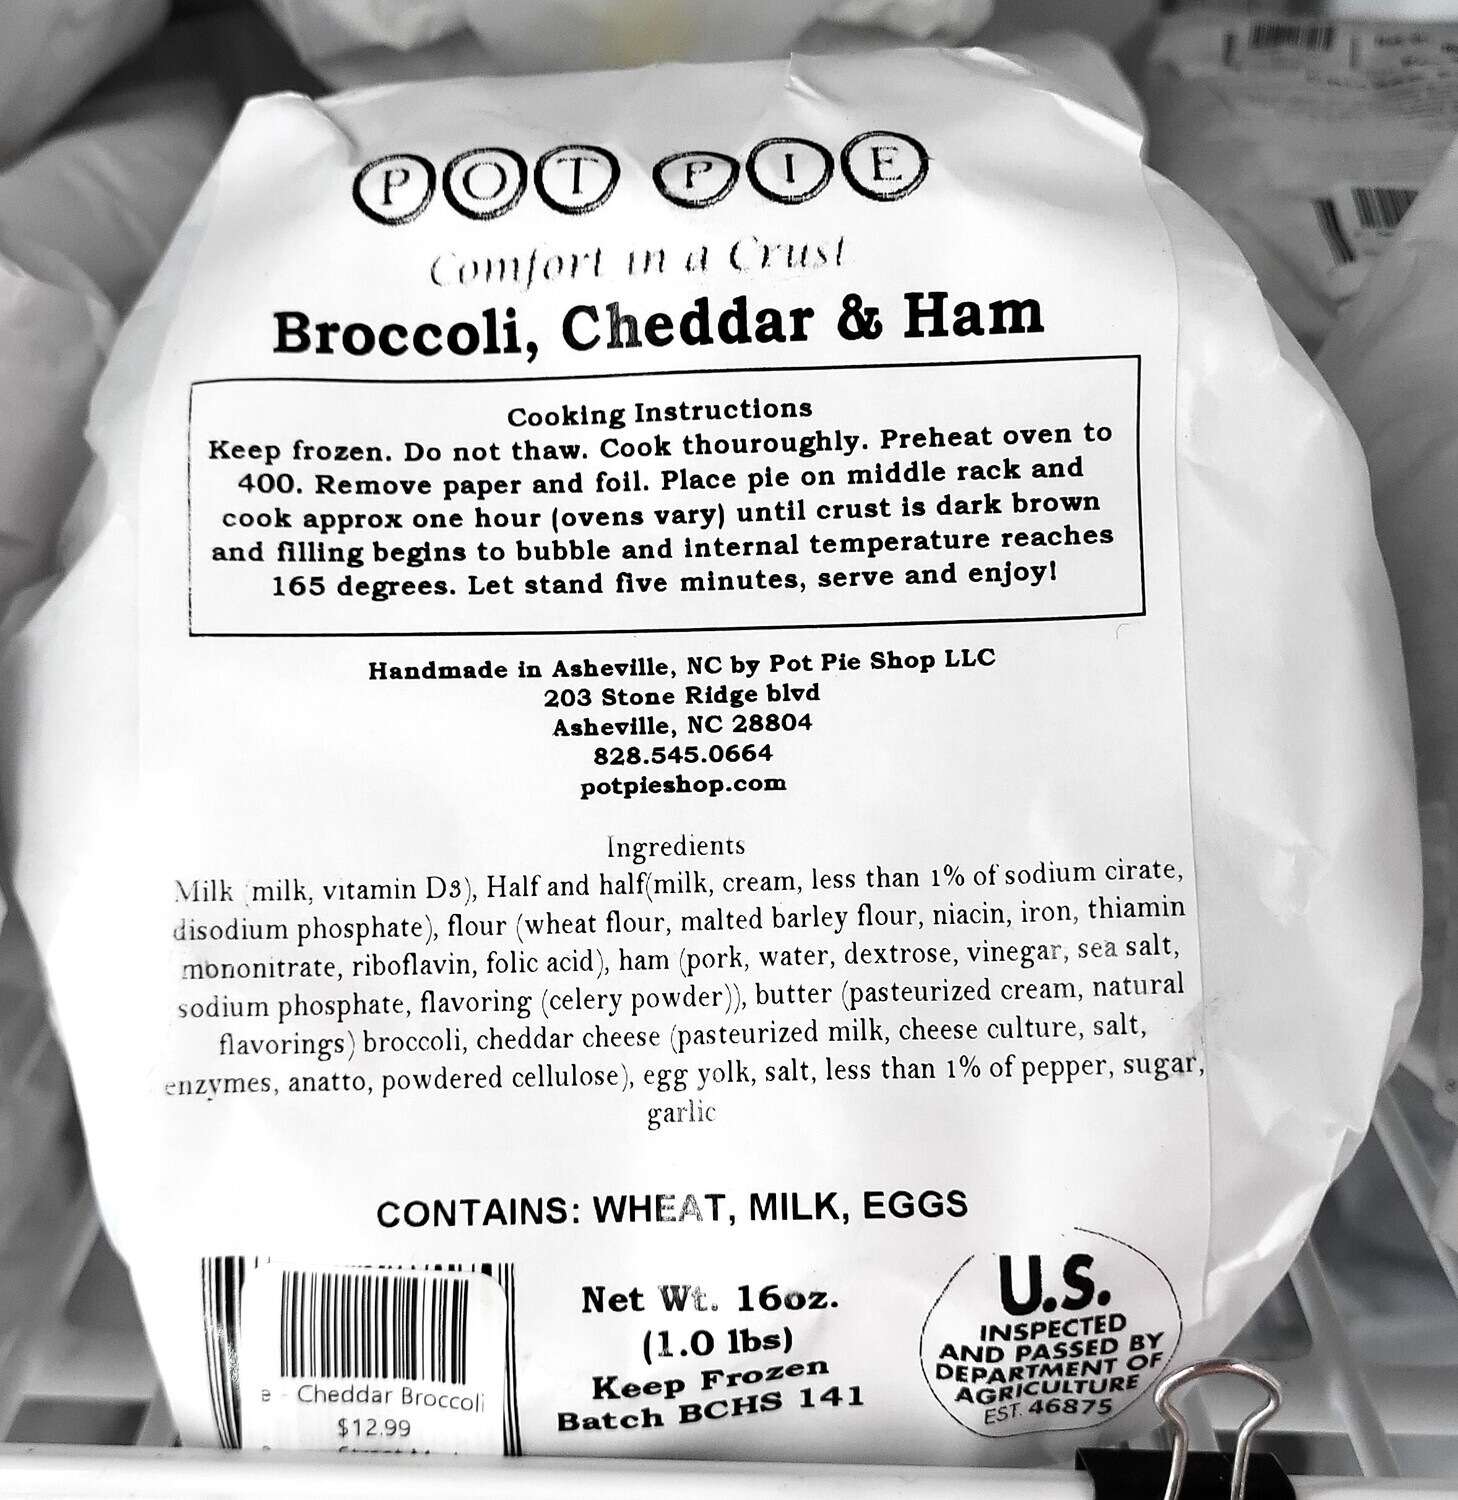 POT PIE
Comfort in a Crust
Broccoli, Cheddar & Ham
Cooking Instructions
Keep frozen. Do not thaw. Cook thouroughly. Preheat oven to
400. Remove paper and foil. Place pie on middle rack and
cook approx one hour (ovens vary) until crust is dark brown
and filling begins to bubble and internal temperature reaches
165 degrees. Let stand five minutes, serve and enjoy!
Handmade in Asheville, NC by Pot Pie Shop LLC
203 Stone Ridge blvd
Asheville, NC 28804
828.545.0664
potpieshop.com
Ingredients
Milk (milk, vitamin D3), Half and half(milk, cream, less than 1% of sodium cirate,
disodium phosphate), flour (wheat flour, malted barley flour, niacin, iron, thiamin
mononitrate, riboflavin, folic acid), ham (pork, water, dextrose, vinegar, sea salt,
sodium phosphate, flavoring (celery powder)), butter (pasteurized cream, natural
flavorings) broccoli, cheddar cheese (pasteurized milk, cheese culture, salt,
enzymes, anatto, powdered cellulose), egg yolk, salt, less than 1% of pepper, sugar,
garlic
CONTAINS: WHEAT, MILK, EGGS
e - Cheddar Broccoli
$12.99
Net Wt. 16oz.
(1.0 lbs)
Keep Frozen
Batch BCHS 141
U.S.
INSPECTED
AND PASSED BY
DEPARTMENT OF
AGRICULTURE
EST. 46875